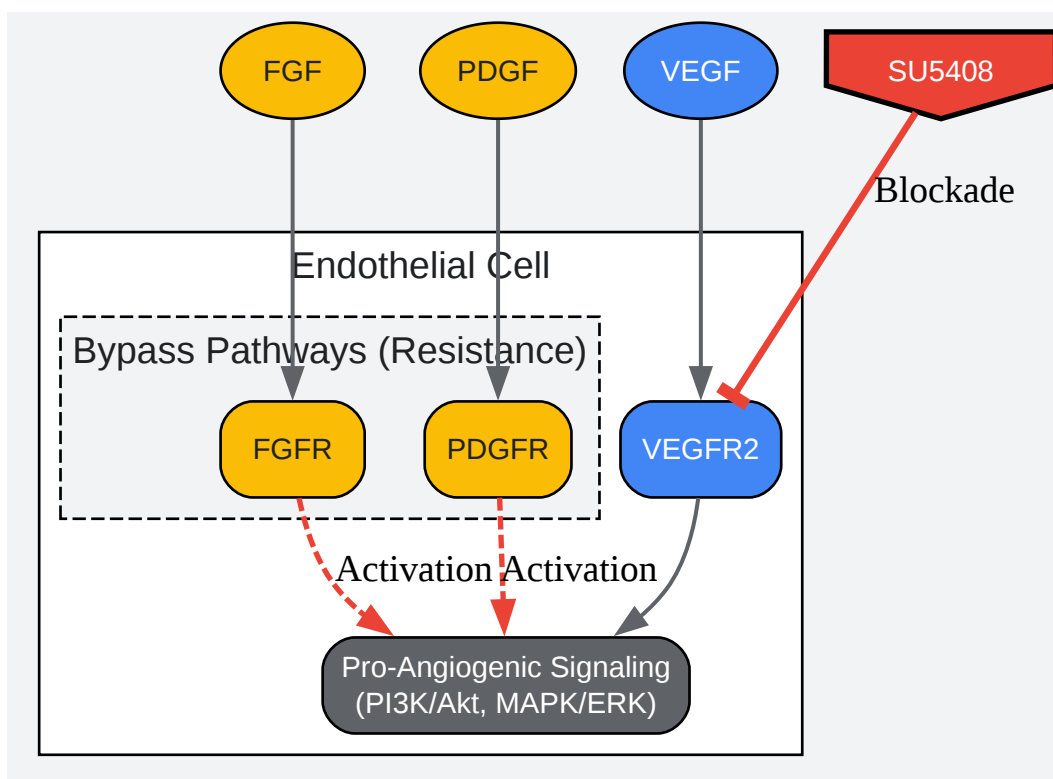 FGF
PDGF
VEGF
SU5408
Blockade
Endothelial Cell
Bypass Pathways (Resistance)
FGFR
PDGFR
VEGFR2
Activation
Activation
Pro-Angiogenic Signaling
(PI3K/Akt, MAPK/ERK)